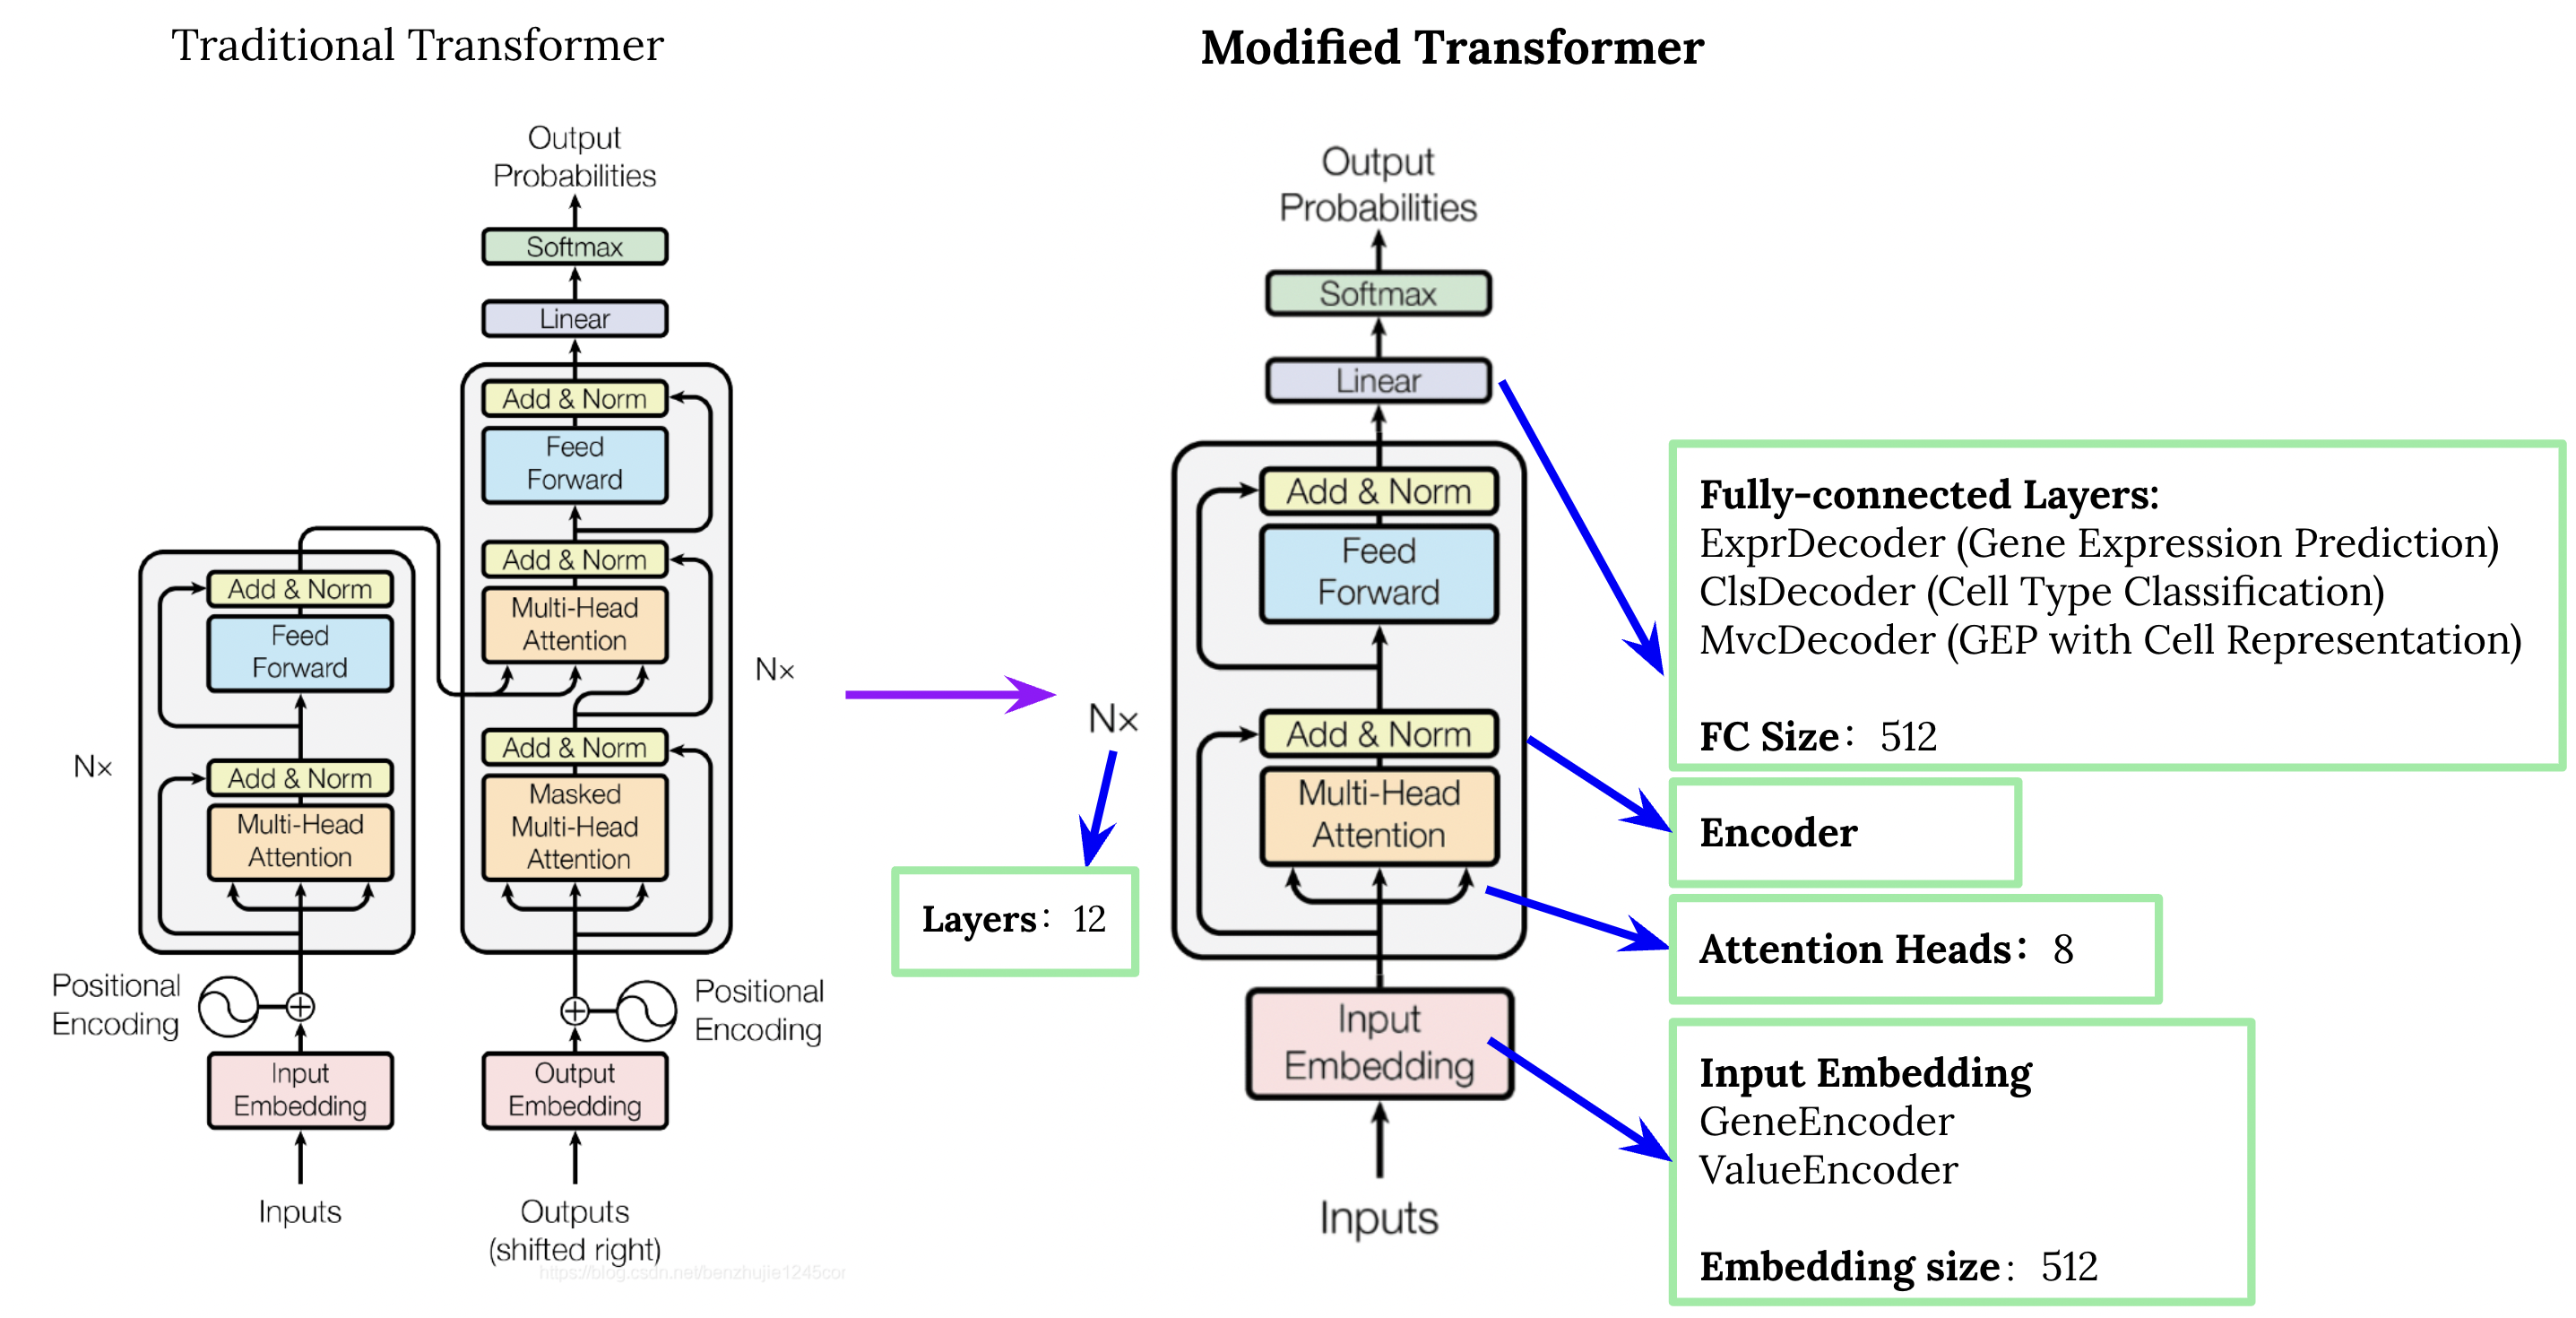 Traditional Transformer
Output
Probabilities
Softmax
Linear
Add & Norm
Feed
Forward
Add & Norm
Multi-Head
Attention
Nx
Add & Norm
Masked
Multi-Head
Attention
Add & Norm
Feed
Forward
Nx
Add & Norm
Multi-Head
Attention
Positional
Encoding
Positional
Encoding
Input
Embedding
Output
Embedding
Inputs
Outputs
(shifted right)
https://blog.csdn.net/benzhujie1245cor
Modified Transformer
Output
Probabilities
Softmax
Linear
Add & Norm
Feed
Forward
Nx
Add & Norm
Multi-Head
Attention
Input
Embedding
Inputs
Layers: 12
Fully-connected Layers:
ExprDecoder (Gene Expression Prediction)
ClsDecoder (Cell Type Classification)
MvcDecoder (GEP with Cell Representation)
FC Size: 512
Encoder
Attention Heads: 8
Input Embedding
GeneEncoder
ValueEncoder
Embedding size: 512